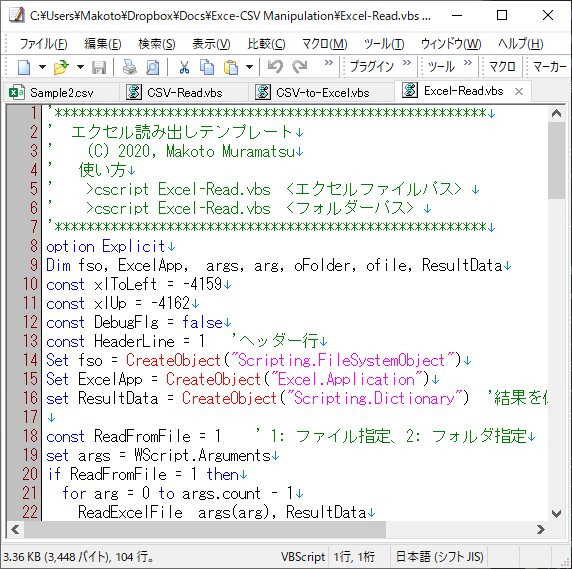 C:¥Users¥Makoto¥Dropbox¥Docs¥Exce-CSV Manipulation¥Excel-Read.vbs ...
ファイル(F) 編集(E) 検索(S) 表示(V) 比較(C) マクロ(M) ツール(T) ウィンドウ(W) ヘルプ(H)
プラグイン ツール マクロ マーカー
Sample2.csv CSV-Read.vbs CSV-to-Excel.vbs Excel-Read.vbs
1 '******************************************************↓
2 '  エクセル読み出しテンプレート↓
3 '    (C) 2020, Makoto Muramatsu↓
4 '   使い方↓
5 '    >cscript Excel-Read.vbs  <エクセルファイルパス> ↓
6 '    >cscript Excel-Read.vbs  <フォルダーパス> ↓
7 '******************************************************↓
8 option Explicit↓
9 Dim fso, ExcelApp,  args, arg, oFolder, ofile, ResultData↓
10 const xlToLeft = -4159↓
11 const xlUp = -4162↓
12 const DebugFlg = false↓
13 const HeaderLine = 1   'ヘッダー行↓
14 Set fso = CreateObject("Scripting.FileSystemObject")↓
15 Set ExcelApp = CreateObject("Excel.Application")↓
16 set ResultData = CreateObject("Scripting.Dictionary")  '結果を
17 ↓
18 const ReadFromFile = 1    ' 1: ファイル指定、2: フォルダ指定
19 set args = WScript.Arguments↓
20 if ReadFromFile = 1 then↓
21   for arg = 0 to args.count - 1↓
22     ReadExcelFile  args(arg), ResultData↓
3.36 KB (3,448 バイト), 104 行。 VBScript 1行, 1桁 日本語 (シフト JIS)